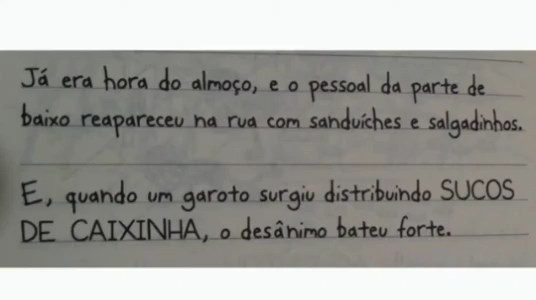 Já era hora do almoço, e o pessoal da parte de
baixo reapareceu na rua com sanduíches e salgadinhos.
E, quando um garoto surgiu distribuindo SUCOS
DE CAIXINHA, o desânimo bateu forte.